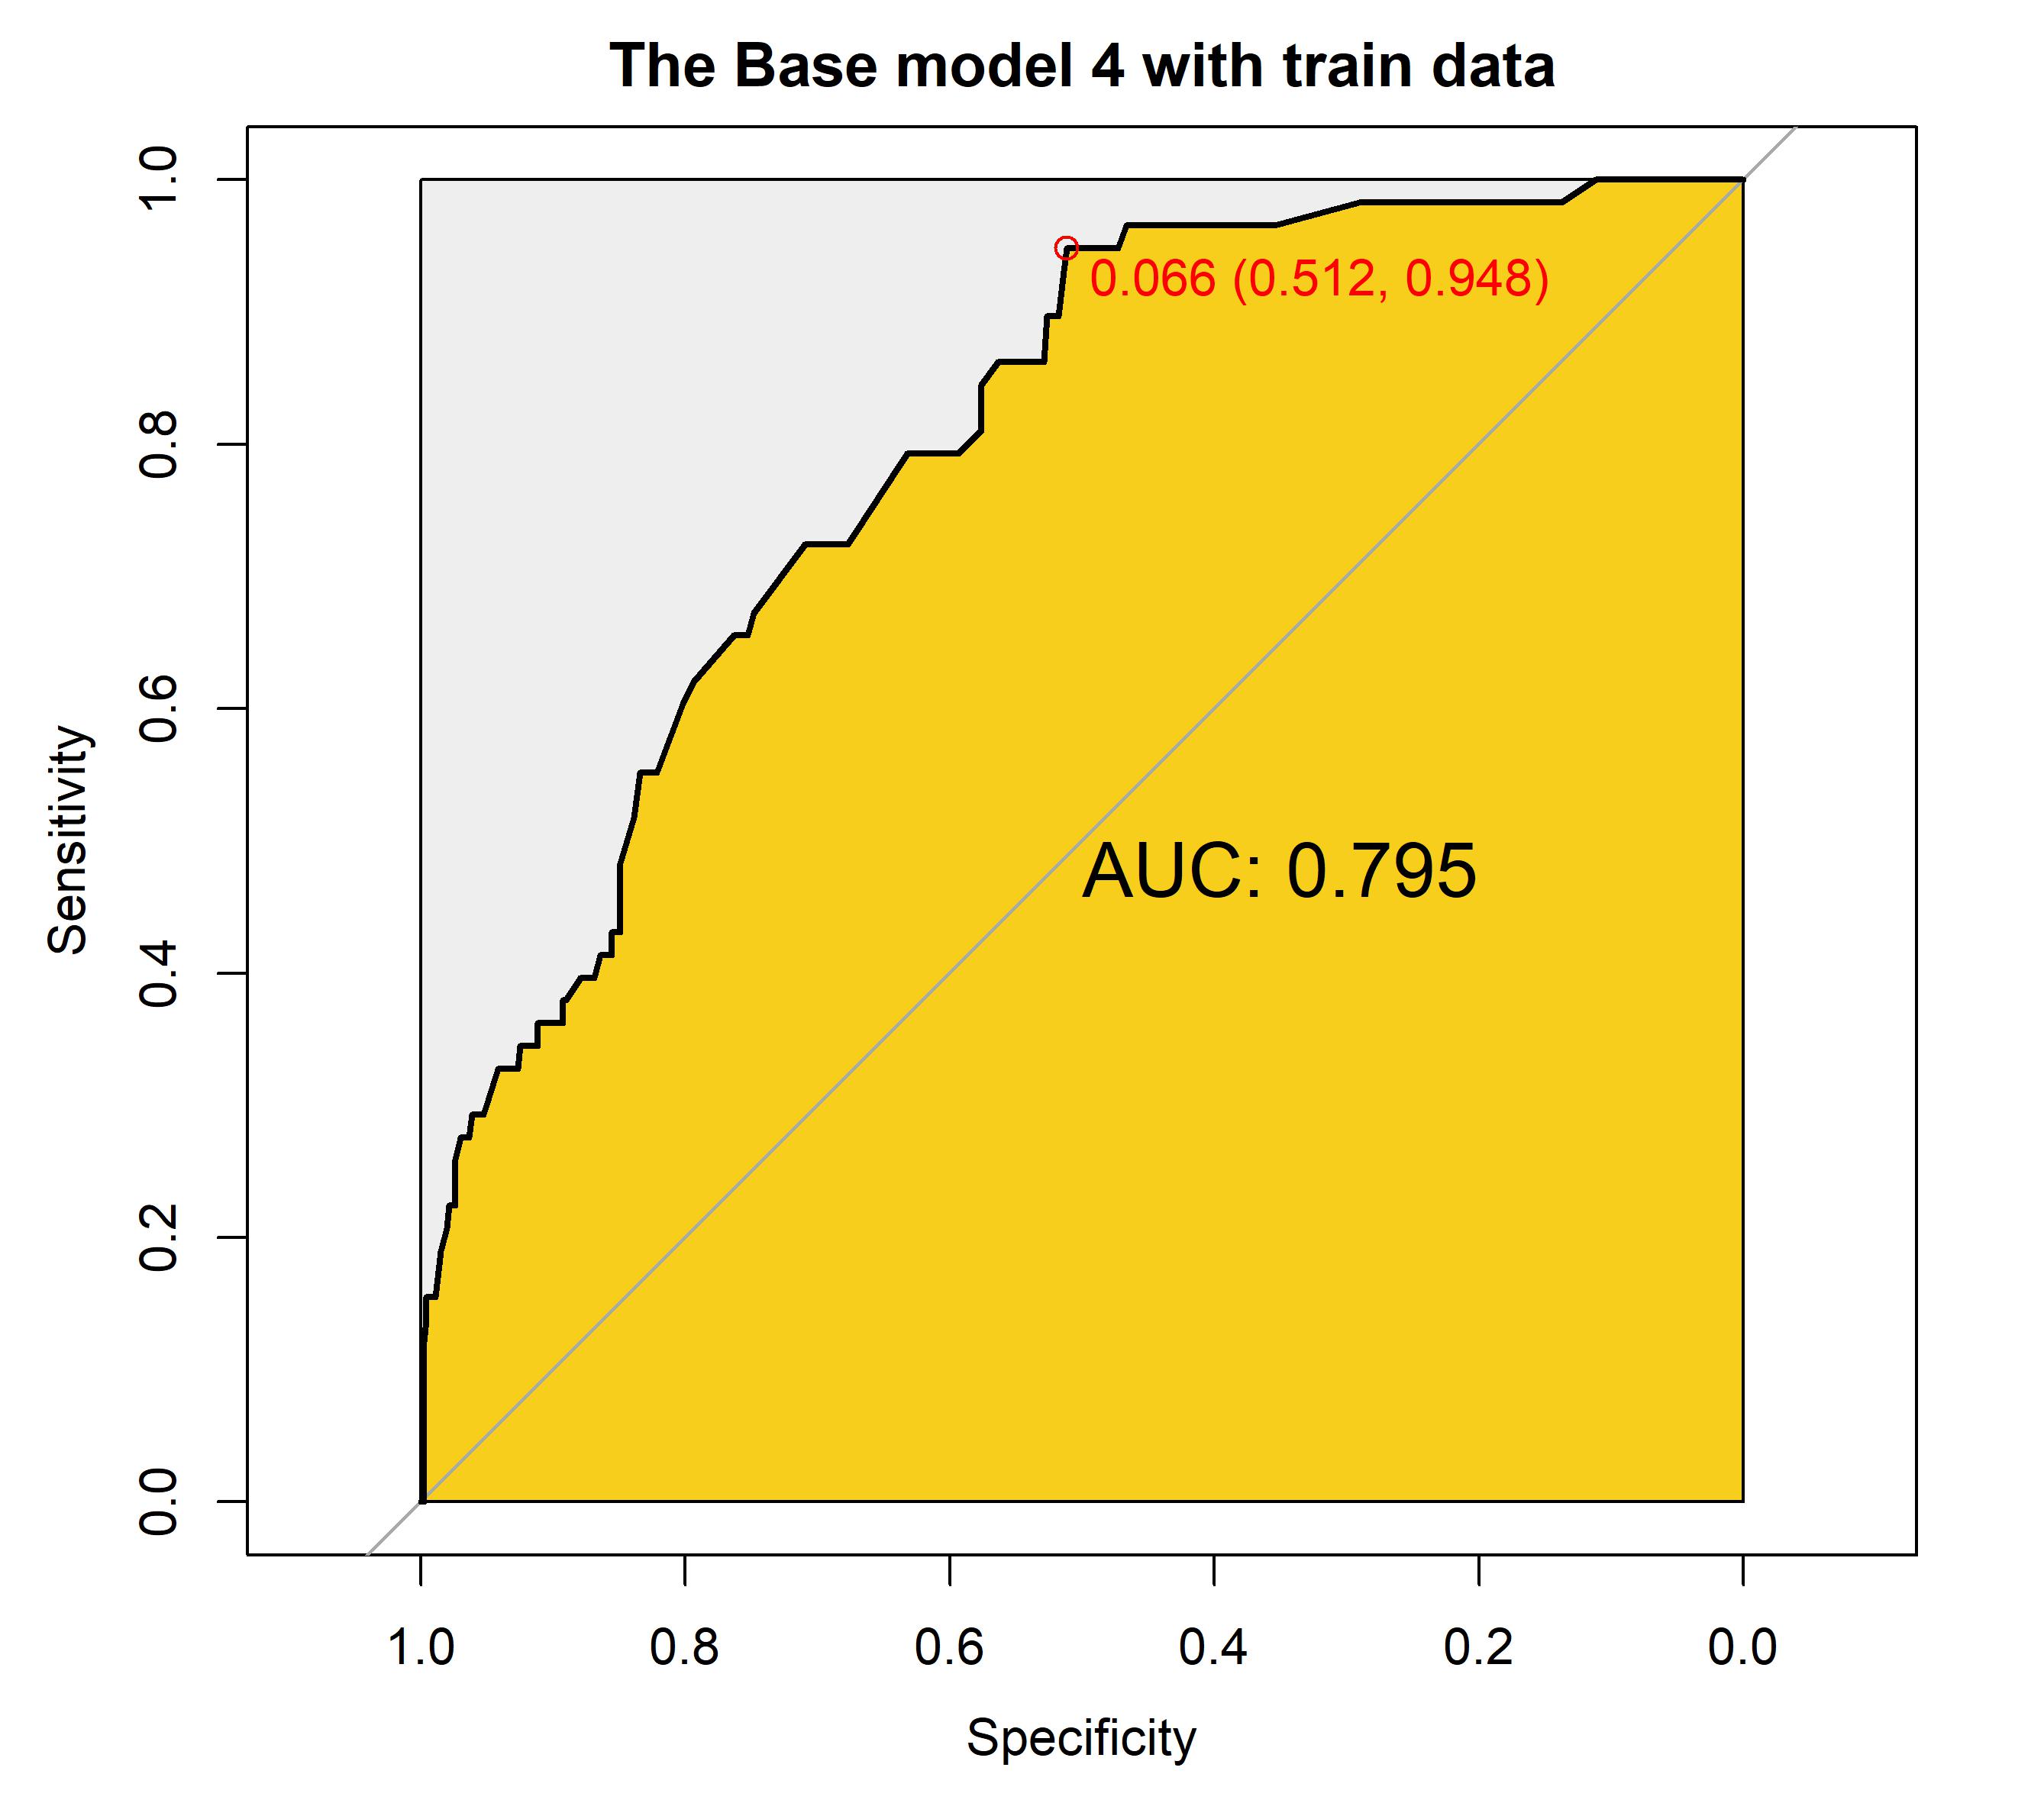 The Base model 4 with train data
1.0
0.8
0.6
0.4
0.2
0.0
Sensitivity
0.066 (0.512, 0.948)
AUC: 0.795
1.0 0.8 0.6 0.4 0.2 0.0
Specificity